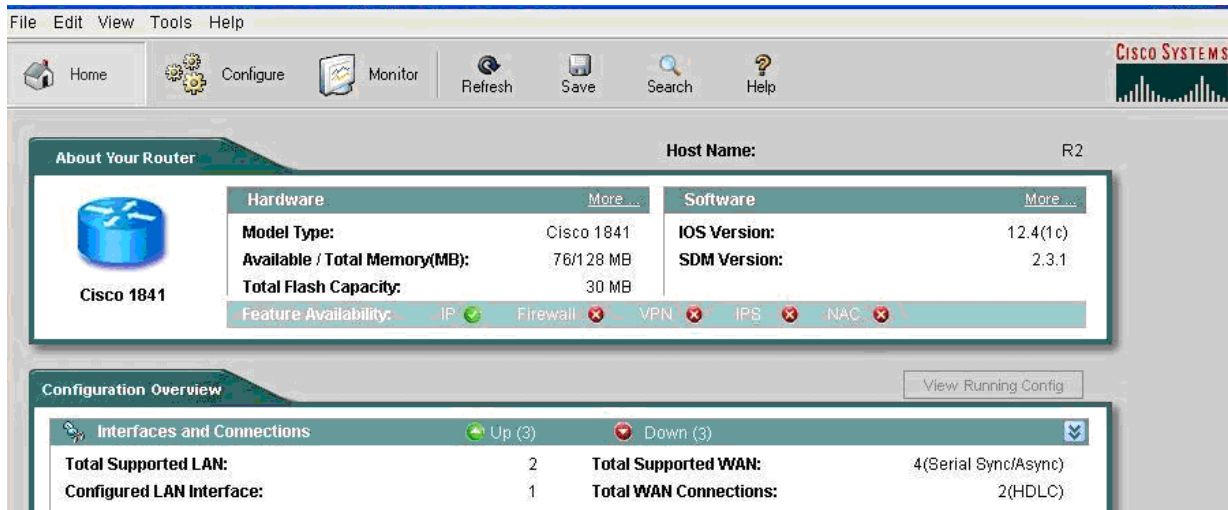 File Edit View Tools Help
Home Configure Monitor Refresh Save Search Help
CISCO SYSTEMS
About Your Router
Host Name: R2
Cisco 1841
Hardware More ...
Model Type: Cisco 1841
Available / Total Memory(MB): 76/128 MB
Total Flash Capacity: 30 MB
Software More ...
IOS Version: 12.4(1c)
SDM Version: 2.3.1
Feature Availability: IP Firewall VPN IPS NAC
Configuration Overview
View Running Config
Interfaces and Connections Up (3) Down (3)
Total Supported LAN: 2 Total Supported WAN: 4(Serial Sync/Async)
Configured LAN Interface: 1 Total WAN Connections: 2(HDLC)